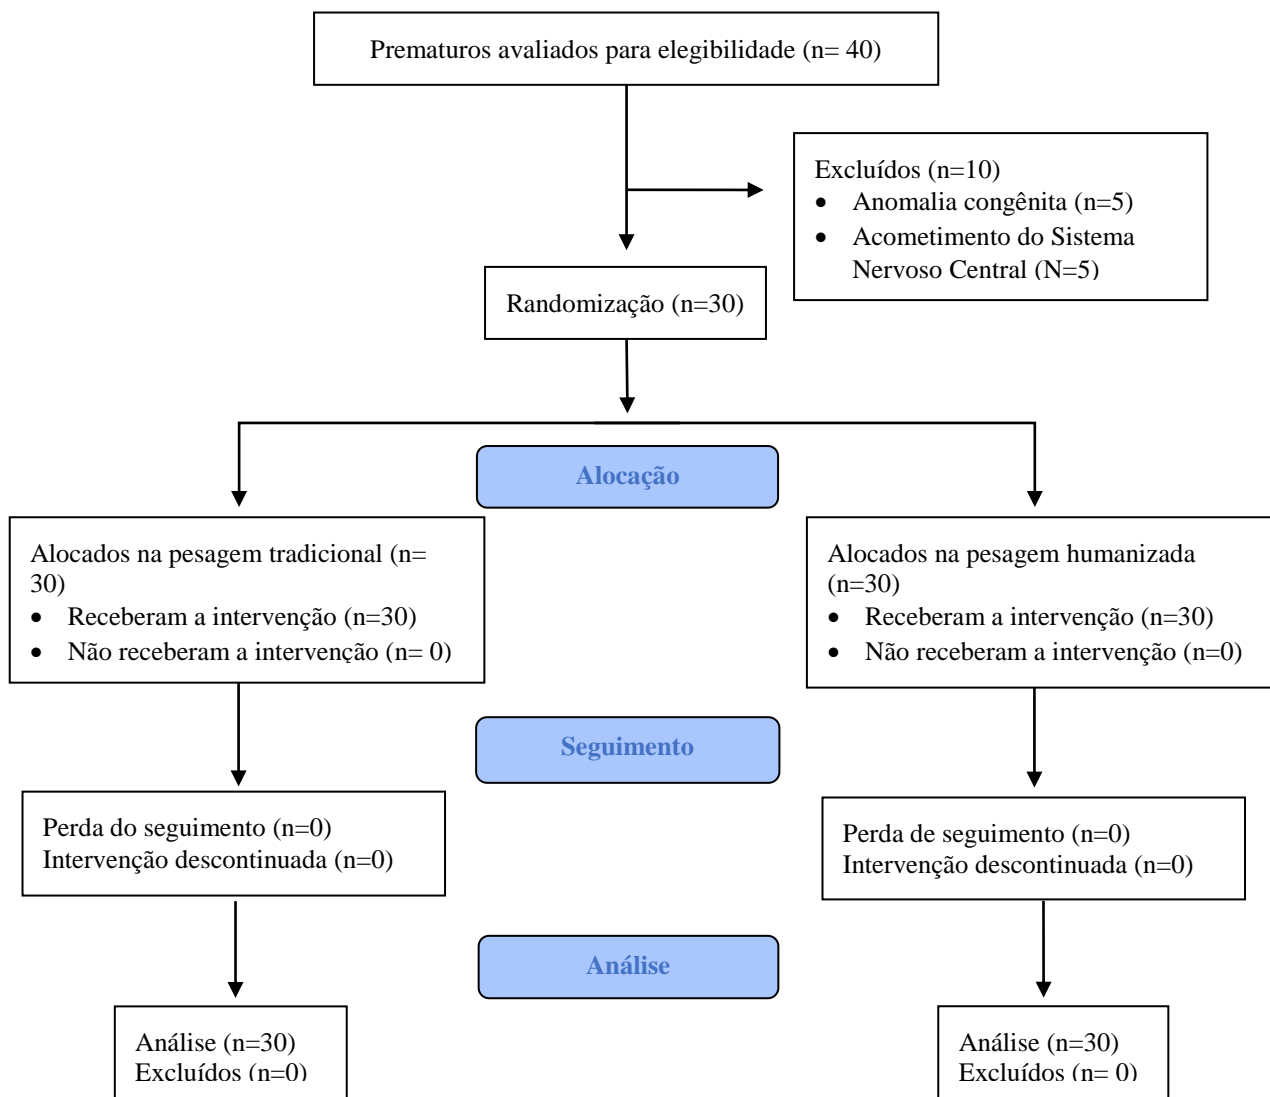 Prematuros avaliados para elegibilidade (n= 40)
Excluídos (n=10)
• Anomalia congênita (n=5)
• Acometimento do Sistema
Nervoso Central (N=5)
Randomização (n=30)
Alocação
Alocados na pesagem tradicional (n=
30)
• Receberam a intervenção (n=30)
• Não receberam a intervenção (n= 0)
Alocados na pesagem humanizada
(n=30)
• Receberam a intervenção (n=30)
• Não receberam a intervenção (n=0)
Seguimento
Perda do seguimento (n=0)
Intervenção descontinuada (n=0)
Perda de seguimento (n=0)
Intervenção descontinuada (n=0)
Análise
Análise (n=30)
Excluídos (n=0)
Análise (n=30)
Excluídos (n= 0)